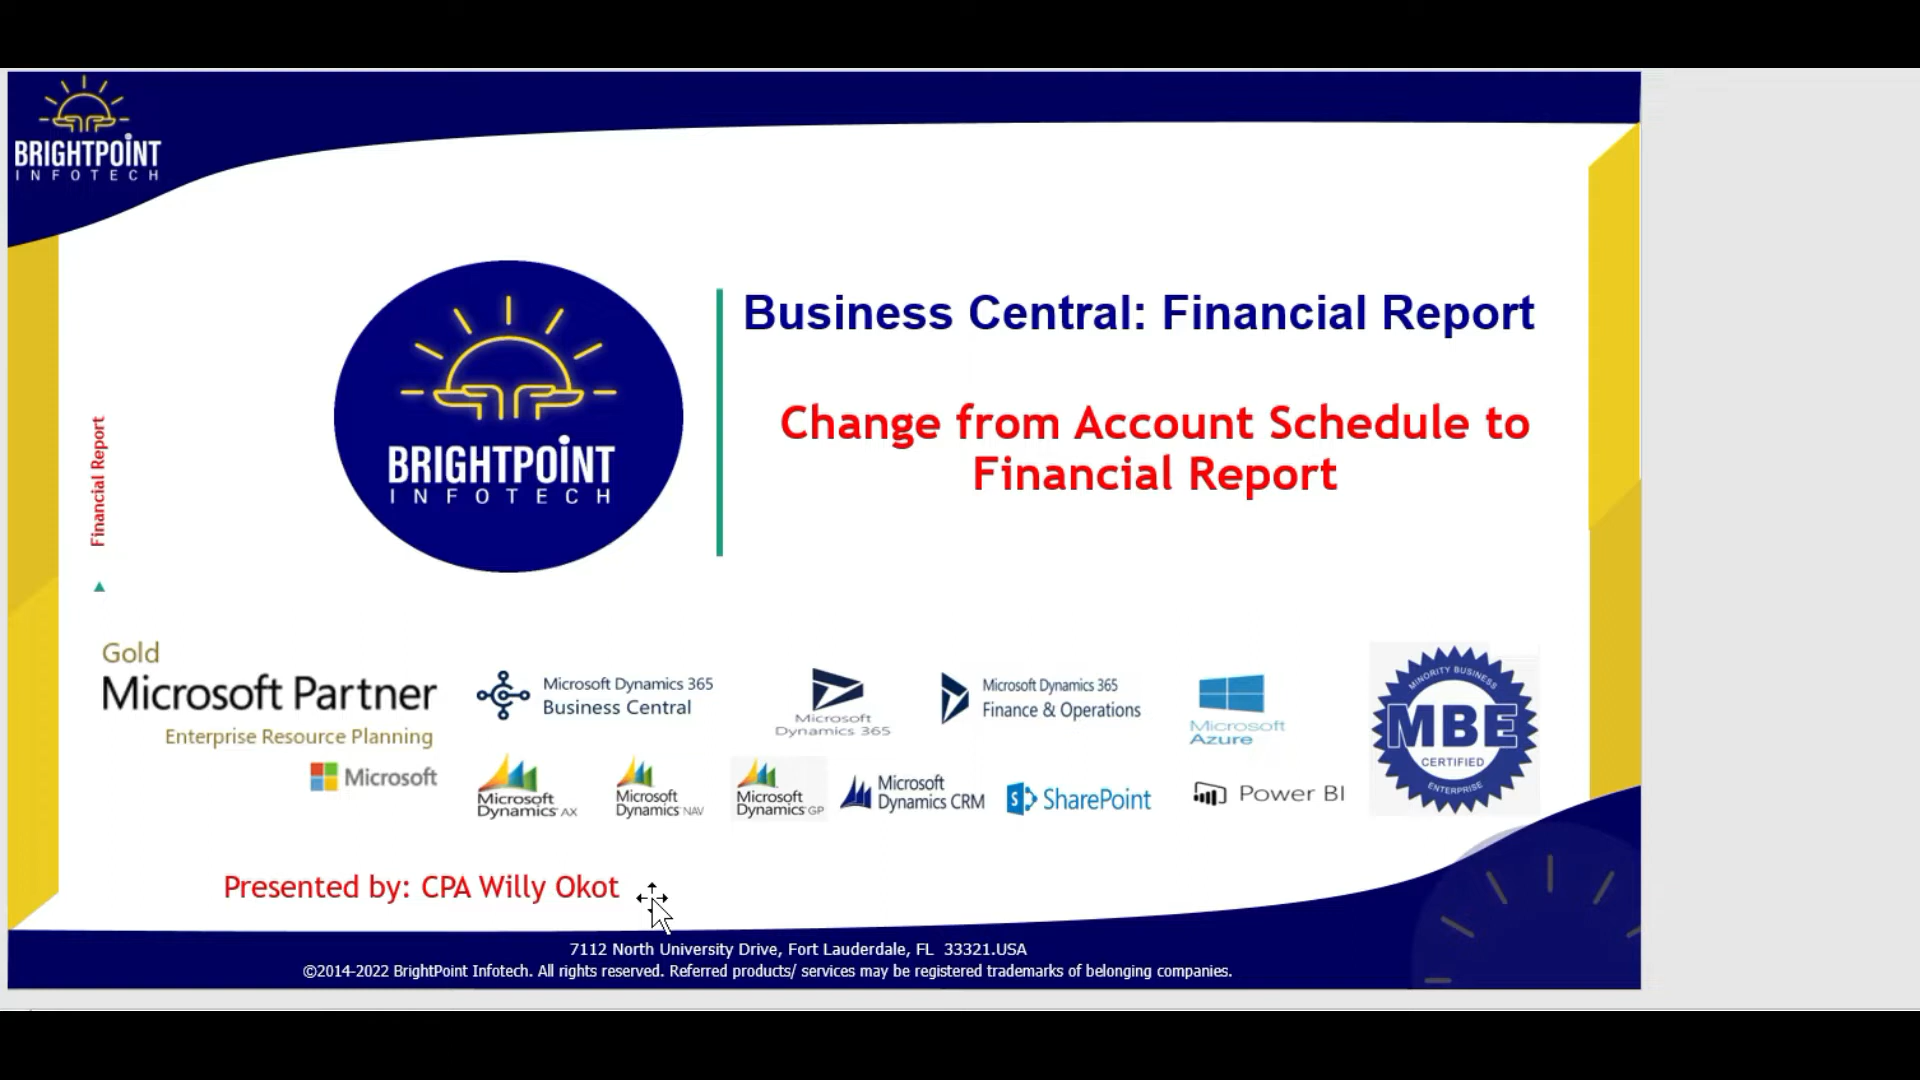 BRIGHTPOINT
INFOTECH
Business Central: Financial Report
Change from Account Schedule to
Financial Report
BRIGHTPOINT
INFOTECH
Financial Report
Gold
Microsoft Partner
Enterprise Resource Planning
Microsoft
Microsoft Dynamics 365
Business Central
Microsoft
Dynamics 365
Microsoft Dynamics 365
Finance & Operations
Microsoft
Azure
MINORITY BUSINESS
MBE
CERTIFIED
ENTERPRISE
Microsoft
Dynamics AX
Microsoft
Dynamics NAV
Microsoft
Dynamics GP
Microsoft
Dynamics CRM
SharePoint
Power BI
Presented by: CPA Willy Okot
7112 North University Drive, Fort Lauderdale, FL 33321.USA
©2014-2022 BrightPoint Infotech. All rights reserved. Referred products/ services may be registered trademarks of belonging companies.